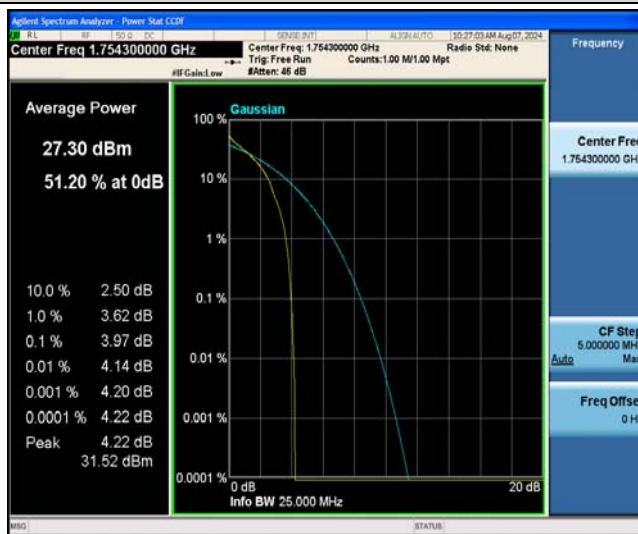 Agilent Spectrum Analyzer - Power Stat CCDF
RL RF 50 Ω DC SENSE:INT ALIGN AUTO 10:27:03 AM Aug 07, 2024
Center Freq 1.754300000 GHz
Center Freq: 1.754300000 GHz Radio Std: None
Trig: Free Run Counts:1.00 M/1.00 Mpt
#IFGain:Low #Atten: 46 dB
Frequency
Average Power
27.30 dBm
51.20 % at 0dB
10.0 % 2.50 dB
1.0 % 3.62 dB
0.1 % 3.97 dB
0.01 % 4.14 dB
0.001 % 4.20 dB
0.0001 % 4.22 dB
Peak 4.22 dB
31.52 dBm
Gaussian
100 %
10 %
1 %
0.1 %
0.01 %
0.001 %
0.0001 %
0 dB 20 dB
Info BW 25.000 MHz
Center Fre
1.754300000 GH
CF Step
5.000000 MH
Auto Ma
Freq Offse
0 H
MSG STATUS